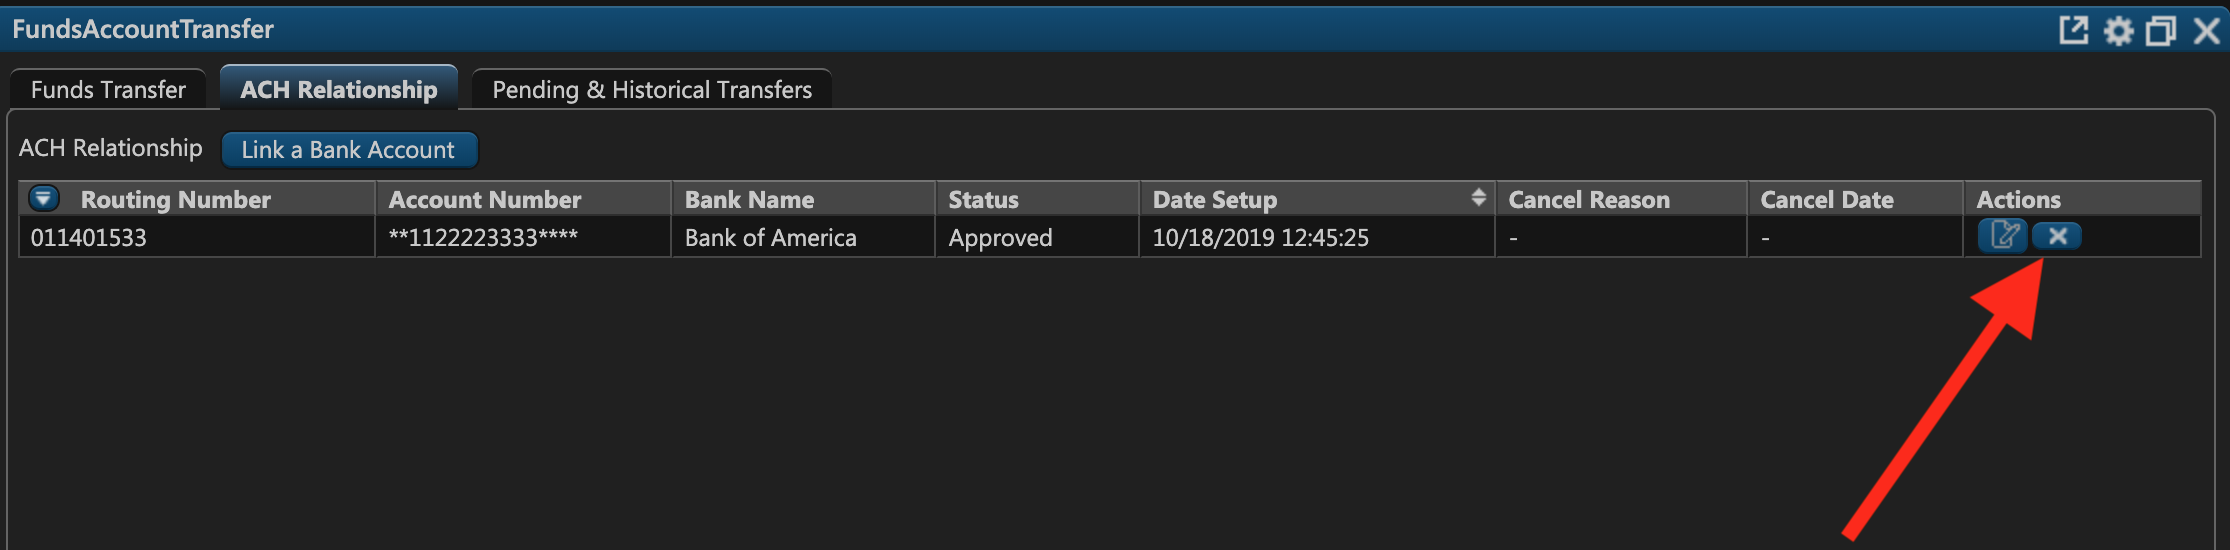 FundsAccountTransfer
Funds Transfer ACH Relationship Pending & Historical Transfers
ACH Relationship Link a Bank Account
Routing Number Account Number Bank Name Status Date Setup Cancel Reason Cancel Date Actions
011401533 **1122223333**** Bank of America Approved 10/18/2019 12:45:25 - -